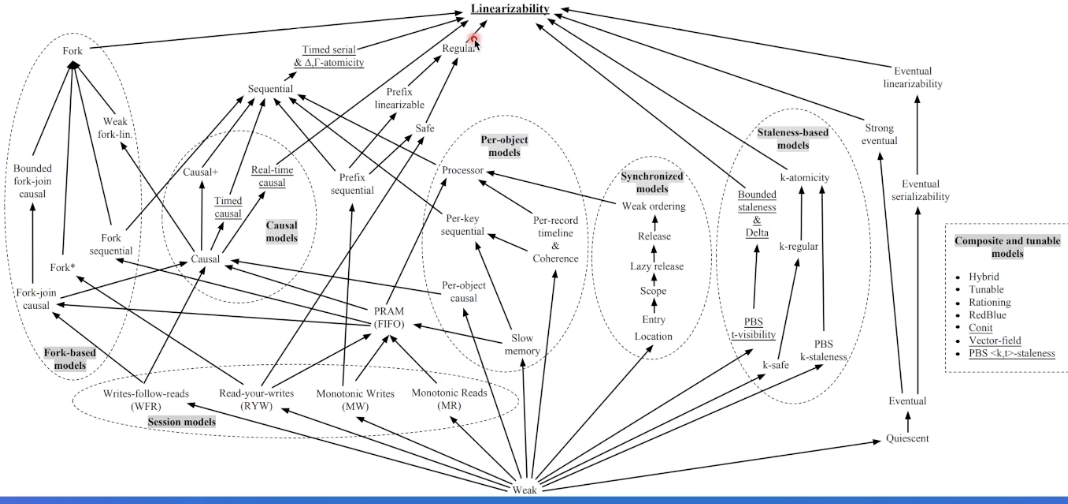 Linearizability
Fork
Timed serial
& Δ,Γ-atomicity
Regular
Sequential
Eventual
linearizability
Prefix
linearizable
Weak
fork-lin.
Safe
Strong
eventual
Per-object
models
Staleness-based
models
Bounded
fork-join
causal
Causal+
Real-time
causal
Prefix
sequential
Processor
Synchronized
models
k-atomicity
Eventual
serializability
Timed
causal
Bounded
staleness
&
Delta
Weak ordering
Causal
models
Per-key
sequential
Per-record
timeline
&
Coherence
Release
Fork
sequential
k-regular
Composite and tunable
models
Causal
Lazy release
Fork*
• Hybrid
• Tunable
• Rationing
• RedBlue
• Conit
• Vector-field
• PBS <k,t>-staleness
Fork-join
causal
Per-object
causal
Scope
PRAM
(FIFO)
Entry
Location
PBS
t-visibility
Slow
memory
PBS
k-staleness
Fork-based
models
k-safe
Writes-follow-reads
(WFR)
Read-your-writes
(RYW)
Monotonic Writes
(MW)
Monotonic Reads
(MR)
Eventual
Session models
Quiescent
Weak